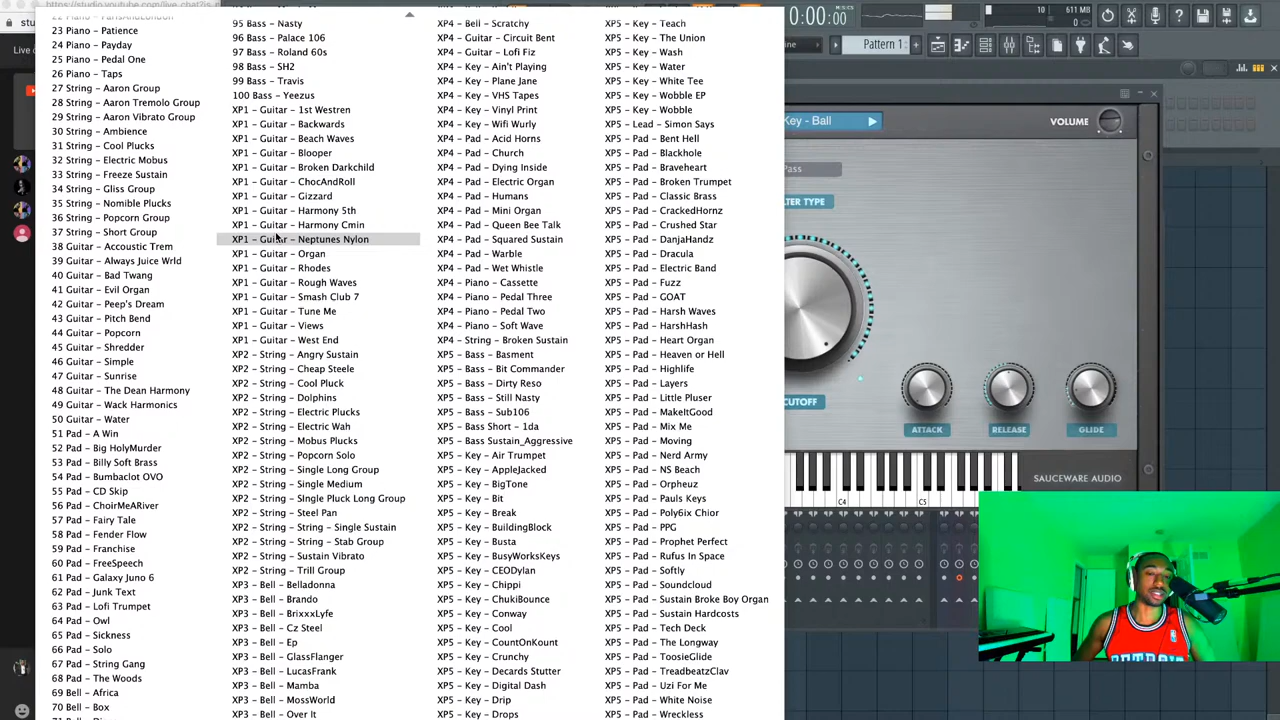 https://studio.youtube.com/live_chat?is_
22 Piano - ParisAndLondon
23 Piano - Patience
24 Piano - Payday
25 Piano - Pedal One
26 Piano - Taps
27 String - Aaron Group
28 String - Aaron Tremolo Group
29 String - Aaron Vibrato Group
30 String - Ambience
31 String - Cool Plucks
32 String - Electric Mobus
33 String - Freeze Sustain
34 String - Gliss Group
35 String - Nomible Plucks
36 String - Popcorn Group
37 String - Short Group
38 Guitar - Accoustic Trem
39 Guitar - Always Juice Wrld
40 Guitar - Bad Twang
41 Guitar - Evil Organ
42 Guitar - Peep's Dream
43 Guitar - Pitch Bend
44 Guitar - Popcorn
45 Guitar - Shredder
46 Guitar - Simple
47 Guitar - Sunrise
48 Guitar - The Dean Harmony
49 Guitar - Wack Harmonics
50 Guitar - Water
51 Pad - A Win
52 Pad - Big HolyMurder
53 Pad - Billy Soft Brass
54 Pad - Bumbaclot OVO
55 Pad - CD Skip
56 Pad - ChoirMeARiver
57 Pad - Fairy Tale
58 Pad - Fender Flow
59 Pad - Franchise
60 Pad - FreeSpeech
61 Pad - Galaxy Juno 6
62 Pad - Junk Text
63 Pad - Lofi Trumpet
64 Pad - Owl
65 Pad - Sickness
66 Pad - Solo
67 Pad - String Gang
68 Pad - The Woods
69 Bell - Africa
70 Bell - Box
95 Bass - Nasty
96 Bass - Palace 106
97 Bass - Roland 60s
98 Bass - SH2
99 Bass - Travis
100 Bass - Yeezus
XP1 - Guitar - 1st Westren
XP1 - Guitar - Backwards
XP1 - Guitar - Beach Waves
XP1 - Guitar - Blooper
XP1 - Guitar - Broken Darkchild
XP1 - Guitar - ChocAndRoll
XP1 - Guitar - Gizzard
XP1 - Guitar - Harmony 5th
XP1 - Guitar - Harmony Cmin
XP1 - Guitar - Neptunes Nylon
XP1 - Guitar - Organ
XP1 - Guitar - Rhodes
XP1 - Guitar - Rough Waves
XP1 - Guitar - Smash Club 7
XP1 - Guitar - Tune Me
XP1 - Guitar - Views
XP1 - Guitar - West End
XP2 - String - Angry Sustain
XP2 - String - Cheap Steele
XP2 - String - Cool Pluck
XP2 - String - Dolphins
XP2 - String - Electric Plucks
XP2 - String - Electric Wah
XP2 - String - Mobus Plucks
XP2 - String - Popcorn Solo
XP2 - String - Single Long Group
XP2 - String - Single Medium
XP2 - String - SIngle Pluck Long Group
XP2 - String - Steel Pan
XP2 - String - String - Single Sustain
XP2 - String - String - Stab Group
XP2 - String - Sustain Vibrato
XP2 - String - Trill Group
XP3 - Bell - Belladonna
XP3 - Bell - Brando
XP3 - Bell - BrixxxLyfe
XP3 - Bell - Cz Steel
XP3 - Bell - Ep
XP3 - Bell - GlassFlanger
XP3 - Bell - LucasFrank
XP3 - Bell - Mamba
XP3 - Bell - MossWorld
XP3 - Bell - Over It
XP4 - Bell - Scratchy
XP4 - Guitar - Circuit Bent
XP4 - Guitar - Lofi Fiz
XP4 - Key - Ain't Playing
XP4 - Key - Plane Jane
XP4 - Key - VHS Tapes
XP4 - Key - Vinyl Print
XP4 - Key - Wifi Wurly
XP4 - Pad - Acid Horns
XP4 - Pad - Church
XP4 - Pad - Dying Inside
XP4 - Pad - Electric Organ
XP4 - Pad - Humans
XP4 - Pad - Mini Organ
XP4 - Pad - Queen Bee Talk
XP4 - Pad - Squared Sustain
XP4 - Pad - Warble
XP4 - Pad - Wet Whistle
XP4 - Piano - Cassette
XP4 - Piano - Pedal Three
XP4 - Piano - Pedal Two
XP4 - Piano - Soft Wave
XP4 - String - Broken Sustain
XP5 - Bass - Basment
XP5 - Bass - Bit Commander
XP5 - Bass - Dirty Reso
XP5 - Bass - Still Nasty
XP5 - Bass - Sub106
XP5 - Bass Short - 1da
XP5 - Bass Sustain_Aggressive
XP5 - Key - Air Trumpet
XP5 - Key - AppleJacked
XP5 - Key - BigTone
XP5 - Key - Bit
XP5 - Key - Break
XP5 - Key - BuildingBlock
XP5 - Key - Busta
XP5 - Key - BusyWorksKeys
XP5 - Key - CEODylan
XP5 - Key - Chippi
XP5 - Key - ChukiBounce
XP5 - Key - Conway
XP5 - Key - Cool
XP5 - Key - CountOnKount
XP5 - Key - Crunchy
XP5 - Key - Decards Stutter
XP5 - Key - Digital Dash
XP5 - Key - Drip
XP5 - Key - Drops
XP5 - Key - Teach
XP5 - Key - The Union
XP5 - Key - Wash
XP5 - Key - Water
XP5 - Key - White Tee
XP5 - Key - Wobble EP
XP5 - Key - Wobble
XP5 - Lead - Simon Says
XP5 - Pad - Bent Hell
XP5 - Pad - Blackhole
XP5 - Pad - Braveheart
XP5 - Pad - Broken Trumpet
XP5 - Pad - Classic Brass
XP5 - Pad - CrackedHornz
XP5 - Pad - Crushed Star
XP5 - Pad - DanjaHandz
XP5 - Pad - Dracula
XP5 - Pad - Electric Band
XP5 - Pad - Fuzz
XP5 - Pad - GOAT
XP5 - Pad - Harsh Waves
XP5 - Pad - HarshHash
XP5 - Pad - Heart Organ
XP5 - Pad - Heaven or Hell
XP5 - Pad - Highlife
XP5 - Pad - Layers
XP5 - Pad - Little Pluser
XP5 - Pad - MakeItGood
XP5 - Pad - Mix Me
XP5 - Pad - Moving
XP5 - Pad - Nerd Army
XP5 - Pad - NS Beach
XP5 - Pad - Orpheuz
XP5 - Pad - Pauls Keys
XP5 - Pad - Poly6ix Chior
XP5 - Pad - PPG
XP5 - Pad - Prophet Perfect
XP5 - Pad - Rufus In Space
XP5 - Pad - Softly
XP5 - Pad - Soundcloud
XP5 - Pad - Sustain Broke Boy Organ
XP5 - Pad - Sustain Hardcosts
XP5 - Pad - Tech Deck
XP5 - Pad - The Longway
XP5 - Pad - ToosieGlide
XP5 - Pad - TreadbeatzClav
XP5 - Pad - Uzi For Me
XP5 - Pad - White Noise
XP5 - Pad - Wreckless
0:00:00
611 MB
0
Pattern 1
Key - Ball
VOLUME
Pass
LTER TYPE
CUTOFF
ATTACK
RELEASE
GLIDE
C4
C5
SAUCEWARE AUDIO